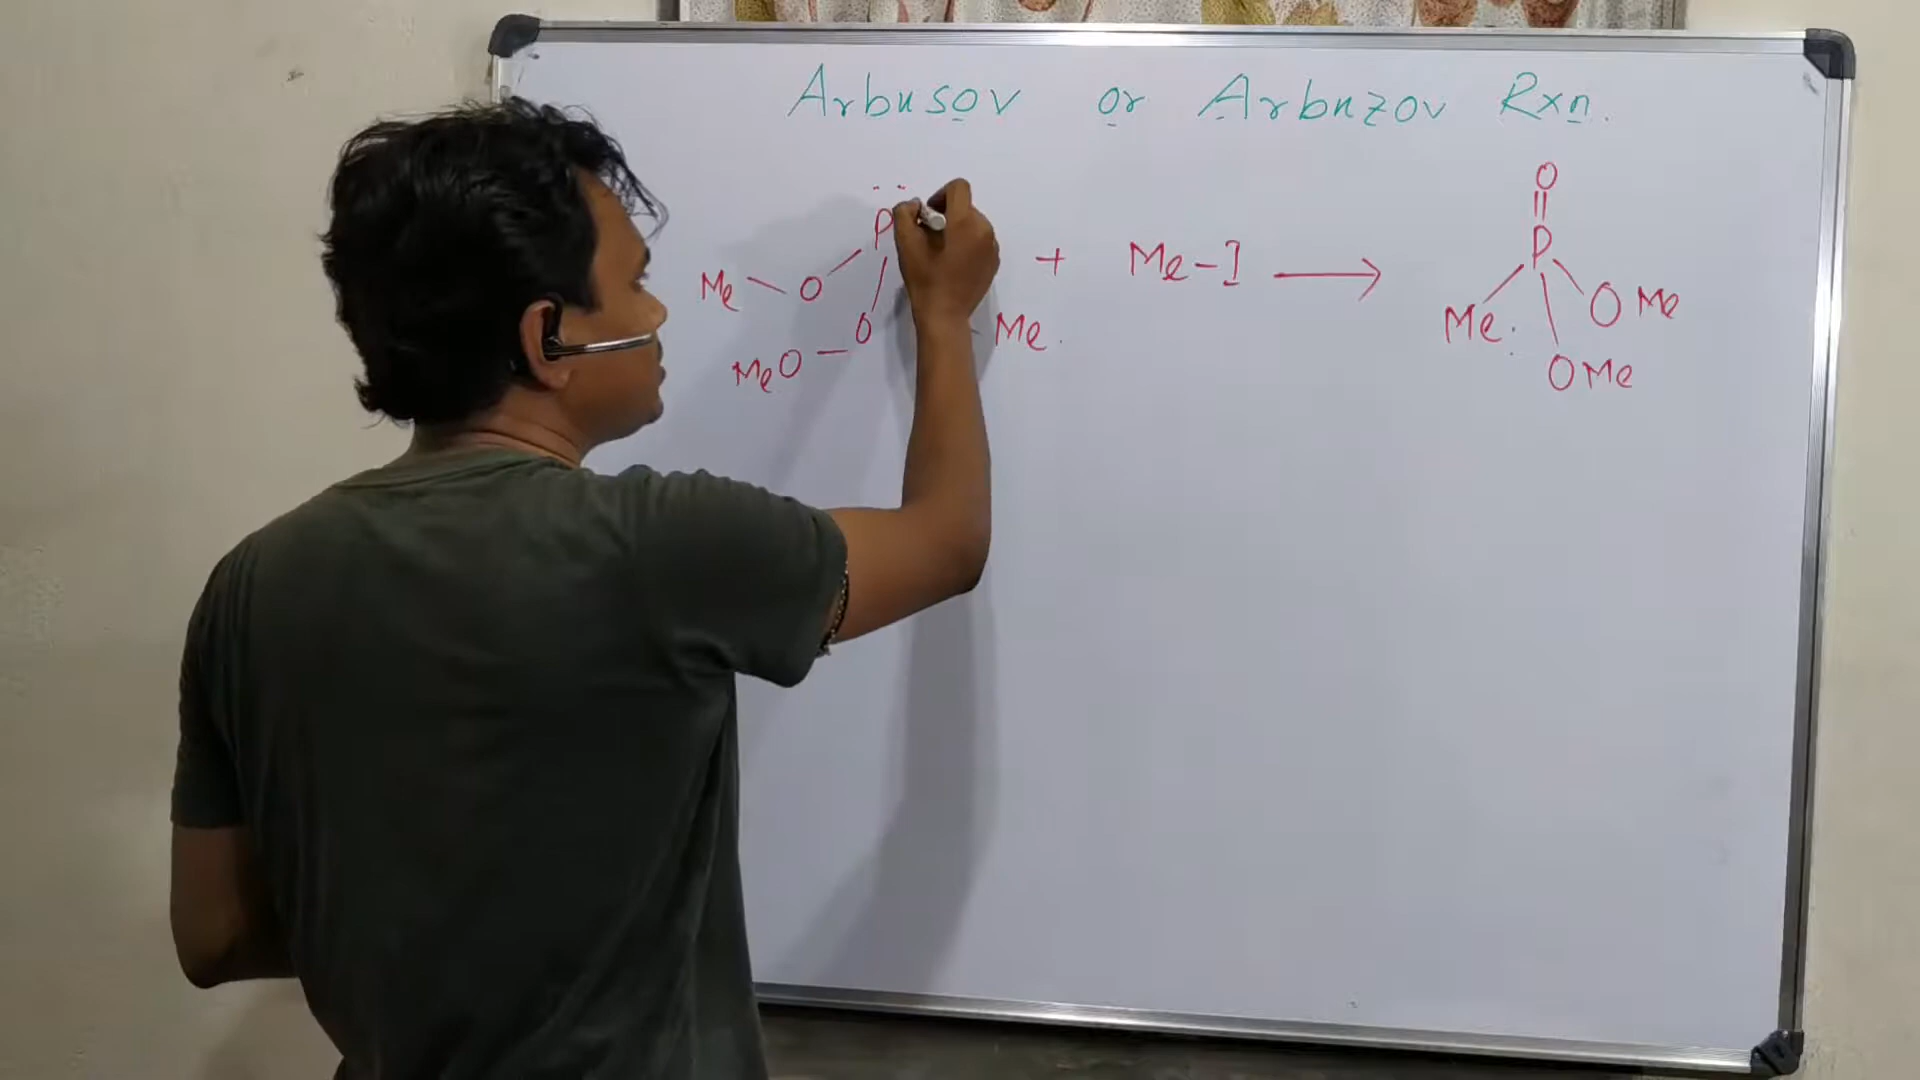 Arbusov or Arbuzov Rxn.
O
P
P
Me O + Me-I → Me. OMe
O Me.
MeO OMe